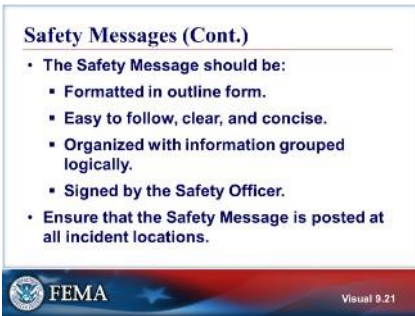 Safety Messages (Cont.)
• The Safety Message should be:
▪ Formatted in outline form.
▪ Easy to follow, clear, and concise.
▪ Organized with information grouped
logically.
▪ Signed by the Safety Officer.
• Ensure that the Safety Message is posted at
all incident locations.
FEMA
Visual 9.21